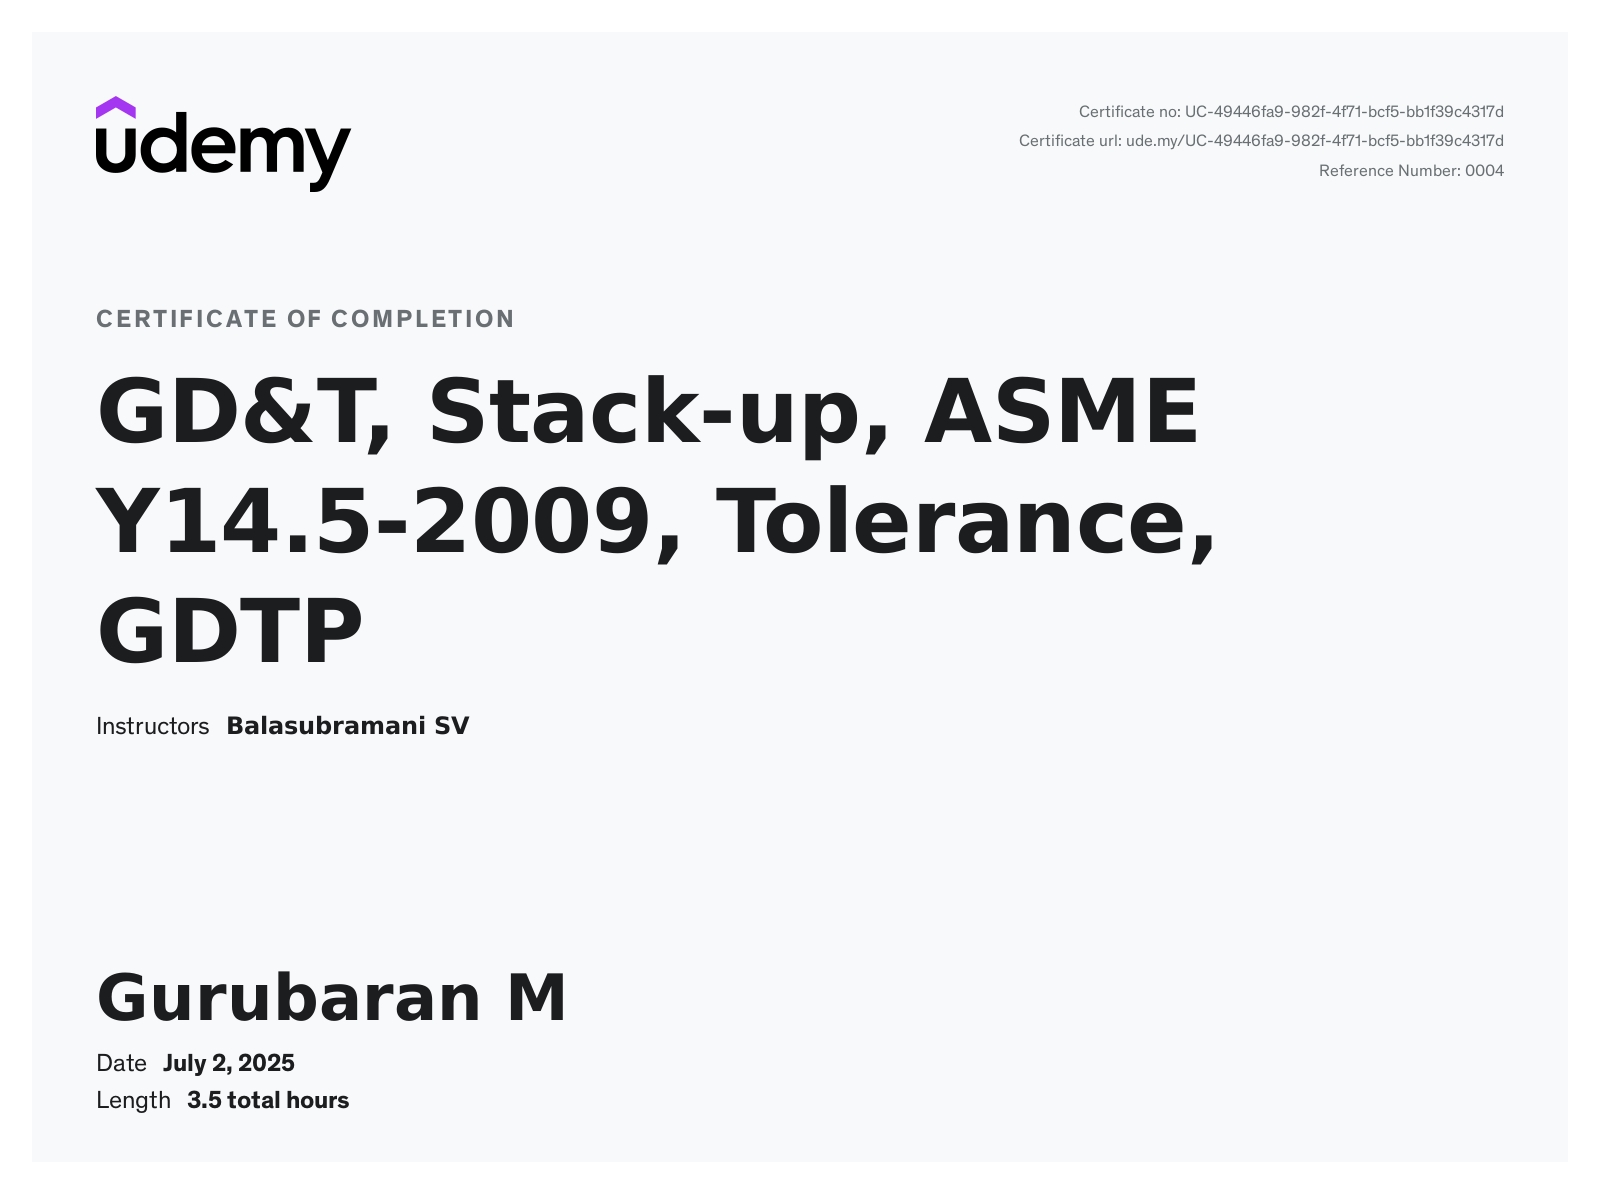 udemy
Certificate no: UC-49446fa9-982f-4f71-bcf5-bb1f39c4317d
Certificate url: ude.my/UC-49446fa9-982f-4f71-bcf5-bb1f39c4317d
Reference Number: 0004
CERTIFICATE OF COMPLETION
GD&T, Stack-up, ASME
Y14.5-2009, Tolerance,
GDTP
Instructors Balasubramani SV
Gurubaran M
Date July 2, 2025
Length 3.5 total hours